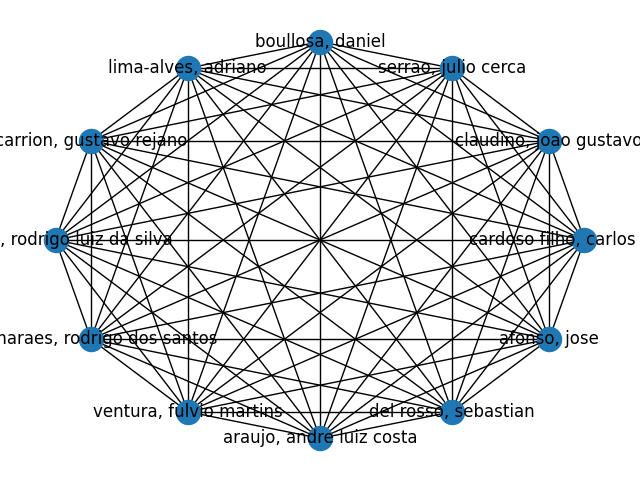 boullosa, daniel
lima-alves, adriano
serrao, julio cerca
carrion, gustavo rejano
claudino, joao gustavo
, rodrigo luiz da silva
cardoso filho, carlos
rodrigo dos santos
afonso, jose
ventura, fulvio martins
del rosso, sebastian
araujo, andre luiz costa